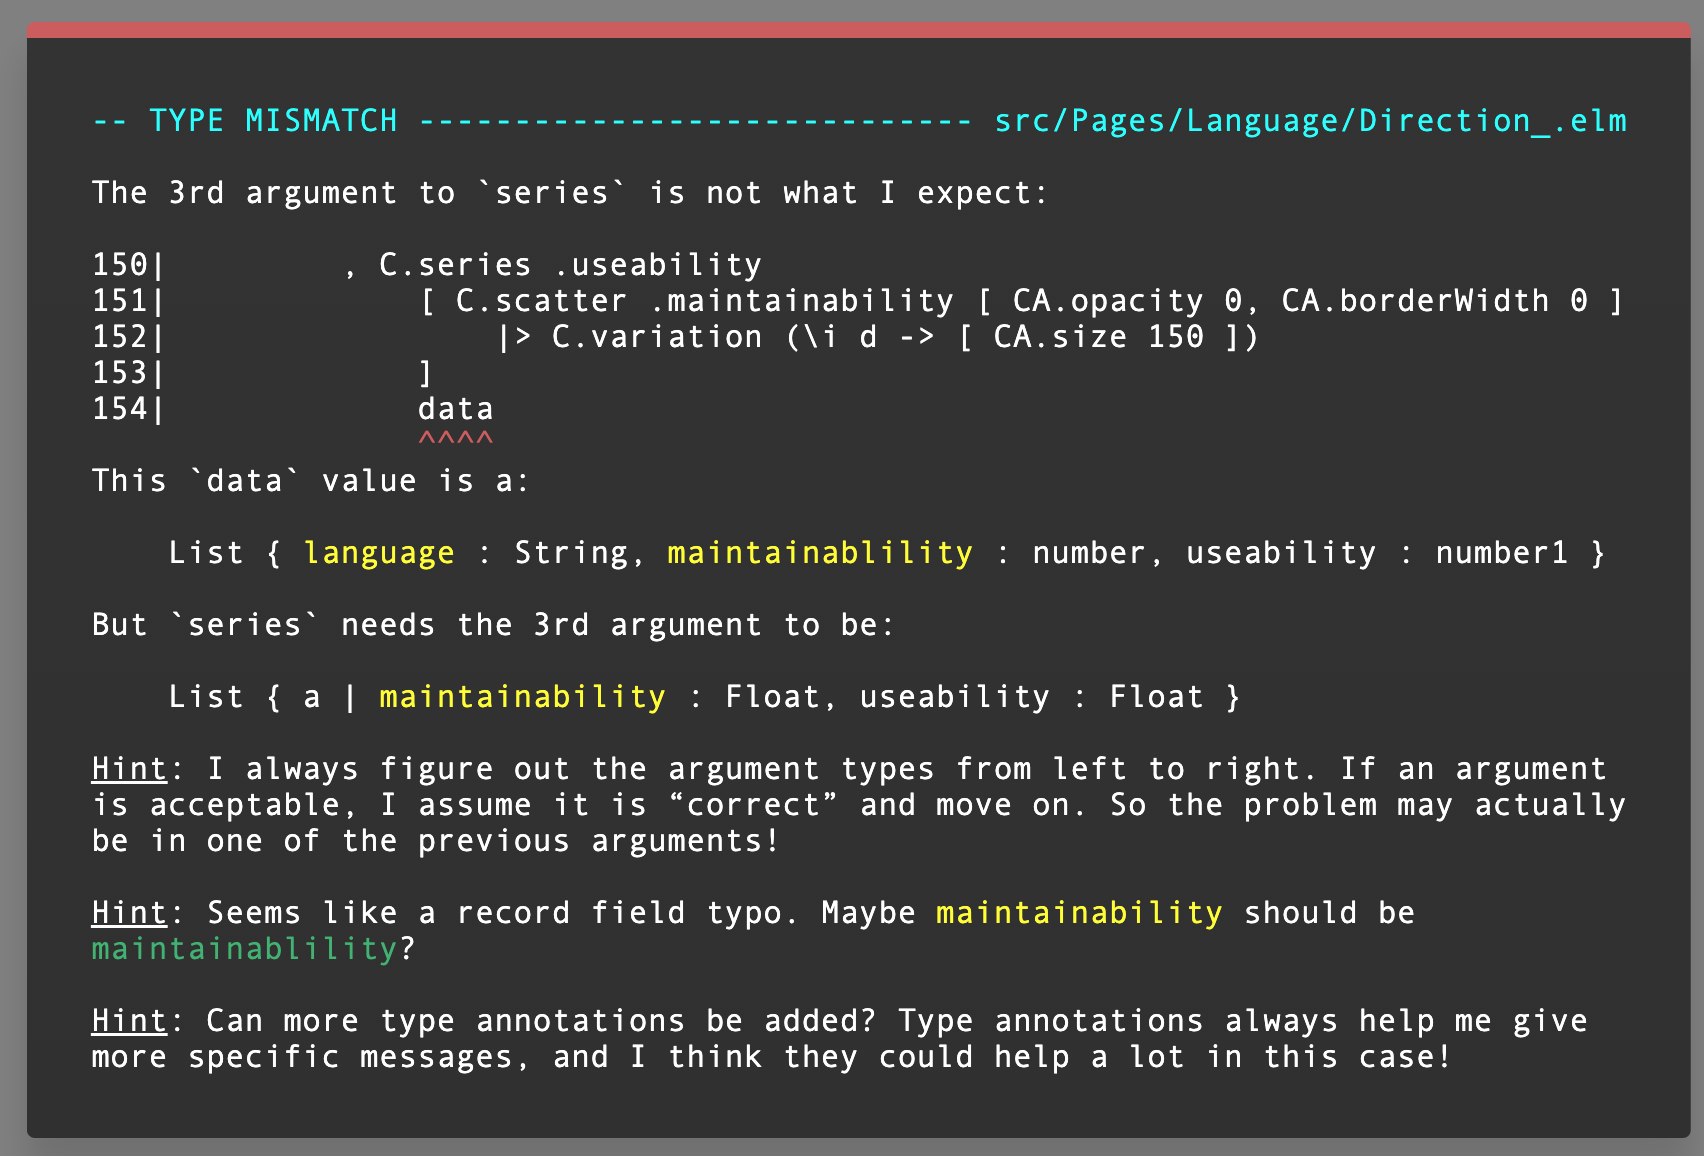 -- TYPE MISMATCH ----------------------------- src/Pages/Language/Direction_.elm
The 3rd argument to `series` is not what I expect:
150|         , C.series .useability
151|             [ C.scatter .maintainability [ CA.opacity 0, CA.borderWidth 0 ]
152|                 |> C.variation (\i d -> [ CA.size 150 ])
153|             ]
154|             data
                 ^^^^
This `data` value is a:
    List { language : String, maintainablility : number, useability : number1 }
But `series` needs the 3rd argument to be:
    List { a | maintainability : Float, useability : Float }
Hint: I always figure out the argument types from left to right. If an argument
is acceptable, I assume it is “correct” and move on. So the problem may actually
be in one of the previous arguments!
Hint: Seems like a record field typo. Maybe maintainability should be
maintainablility?
Hint: Can more type annotations be added? Type annotations always help me give
more specific messages, and I think they could help a lot in this case!